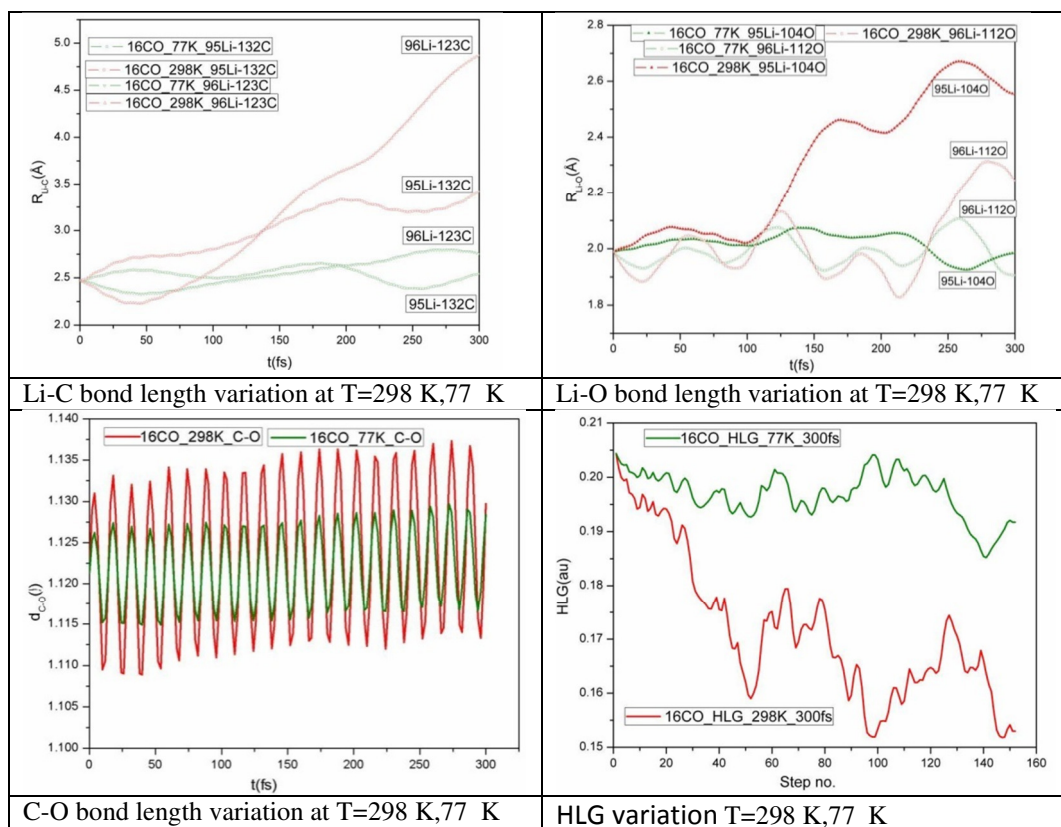 16CO_77K_95Li-132C
16CO_298K_95Li-132C
16CO_77K_96Li-123C
16CO_298K_96Li-123C
96Li-123C
95Li-132C
96Li-123C
95Li-132C
5.0
4.5
4.0
3.5
3.0
2.5
2.0
R_Li-C(Å)
0 50 100 150 200 250 300
t(fs)
16CO_77K_95Li-104O
16CO_298K_96Li-112O
16CO_77K_96Li-112O
16CO_298K_95Li-104O
95Li-104O
96Li-112O
96Li-112O
95Li-104O
2.8
2.6
2.4
2.2
2.0
1.8
R_Li-O(Å)
0 50 100 150 200 250 300
t(fs)
Li-C bond length variation at T=298 K,77 K
Li-O bond length variation at T=298 K,77 K
16CO_298K_C-O
16CO_77K_C-O
1.140
1.135
1.130
1.125
1.120
1.115
1.110
1.105
1.100
0 50 100 150 200 250 300
t(fs)
16CO_HLG_77K_300fs
16CO_HLG_298K_300fs
0.21
0.20
0.19
0.18
0.17
0.16
0.15
HLG(au)
0 20 40 60 80 100 120 140 160
Step no.
C-O bond length variation at T=298 K,77 K
HLG variation T=298 K,77 K